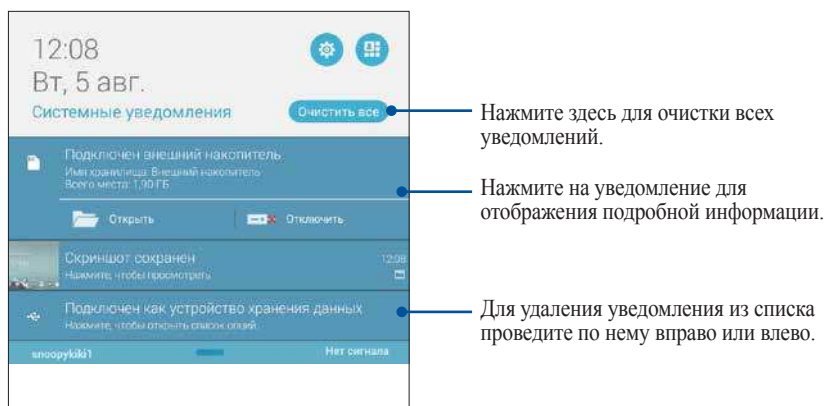 12:08
Вт, 5 авг.
Системные уведомления
Очистить все
Подключен внешний накопитель
Имя хранилища: Внешний накопитель
Всего места: 1,90 ГБ
Открыть
Отключить
Скриншот сохранен
12:08
Нажмите, чтобы просмотреть
Подключен как устройство хранения данных
Нажмите, чтобы открыть список опций.
snoopykiki1
Нет сигнала
Нажмите здесь для очистки всех
уведомлений.
Нажмите на уведомление для
отображения подробной информации.
Для удаления уведомления из списка
проведите по нему вправо или влево.